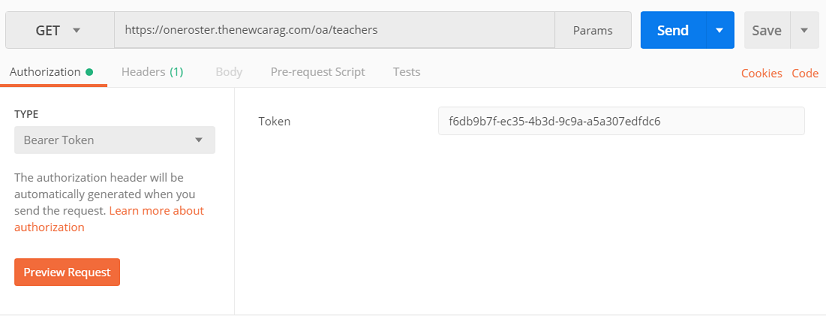 GET https://oneroster.thenewcarag.com/oa/teachers Params Send Save
Authorization Headers (1) Body Pre-request Script Tests Cookies Code
TYPE
Bearer Token
The authorization header will be
automatically generated when you
send the request. Learn more about
authorization
Preview Request
Token f6db9b7f-ec35-4b3d-9c9a-a5a307edfdc6